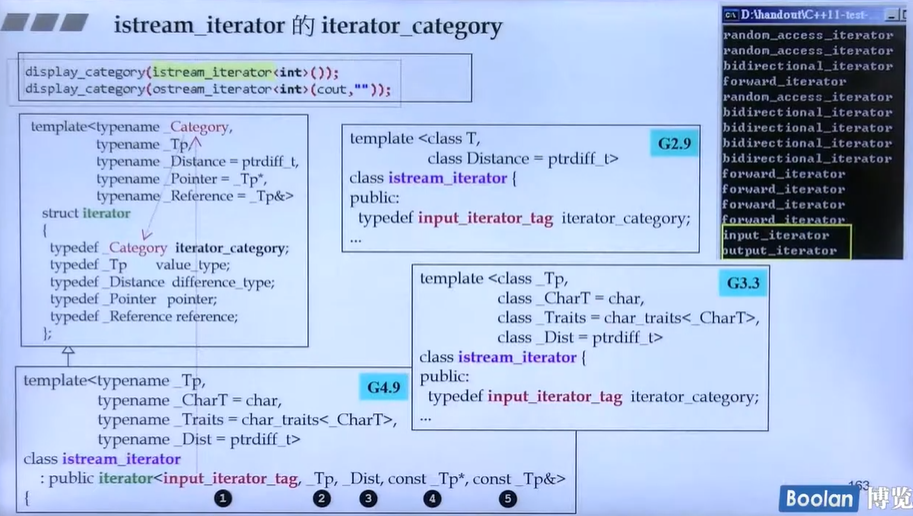 istream_iterator 的 iterator_category
display_category(istream_iterator<int>());
display_category(ostream_iterator<int>(cout,""));
template<typename _Category,
typename _Tp,
typename _Distance = ptrdiff_t,
typename _Pointer = _Tp*,
typename _Reference = _Tp&>
struct iterator
{
typedef _Category iterator_category;
typedef _Tp value_type;
typedef _Distance difference_type;
typedef _Pointer pointer;
typedef _Reference reference;
};
G2.9
template <class T,
class Distance = ptrdiff_t>
class istream_iterator {
public:
typedef input_iterator_tag iterator_category;
...
D:\handout\C++11-test-
random_access_iterator
random_access_iterator
bidirectional_iterator
forward_iterator
random_access_iterator
bidirectional_iterator
bidirectional_iterator
bidirectional_iterator
bidirectional_iterator
forward_iterator
forward_iterator
forward_iterator
forward_iterator
input_iterator
output_iterator
G3.3
template <class _Tp,
class _CharT = char,
class _Traits = char_traits<_CharT>,
class _Dist = ptrdiff_t>
class istream_iterator {
public:
typedef input_iterator_tag iterator_category;
...
G4.9
template<typename _Tp,
typename _CharT = char,
typename _Traits = char_traits<_CharT>,
typename _Dist = ptrdiff_t>
class istream_iterator
: public iterator<input_iterator_tag, _Tp, _Dist, const _Tp*, const _Tp&>
{ 1 2 3 4 5
163
Boolan 博览